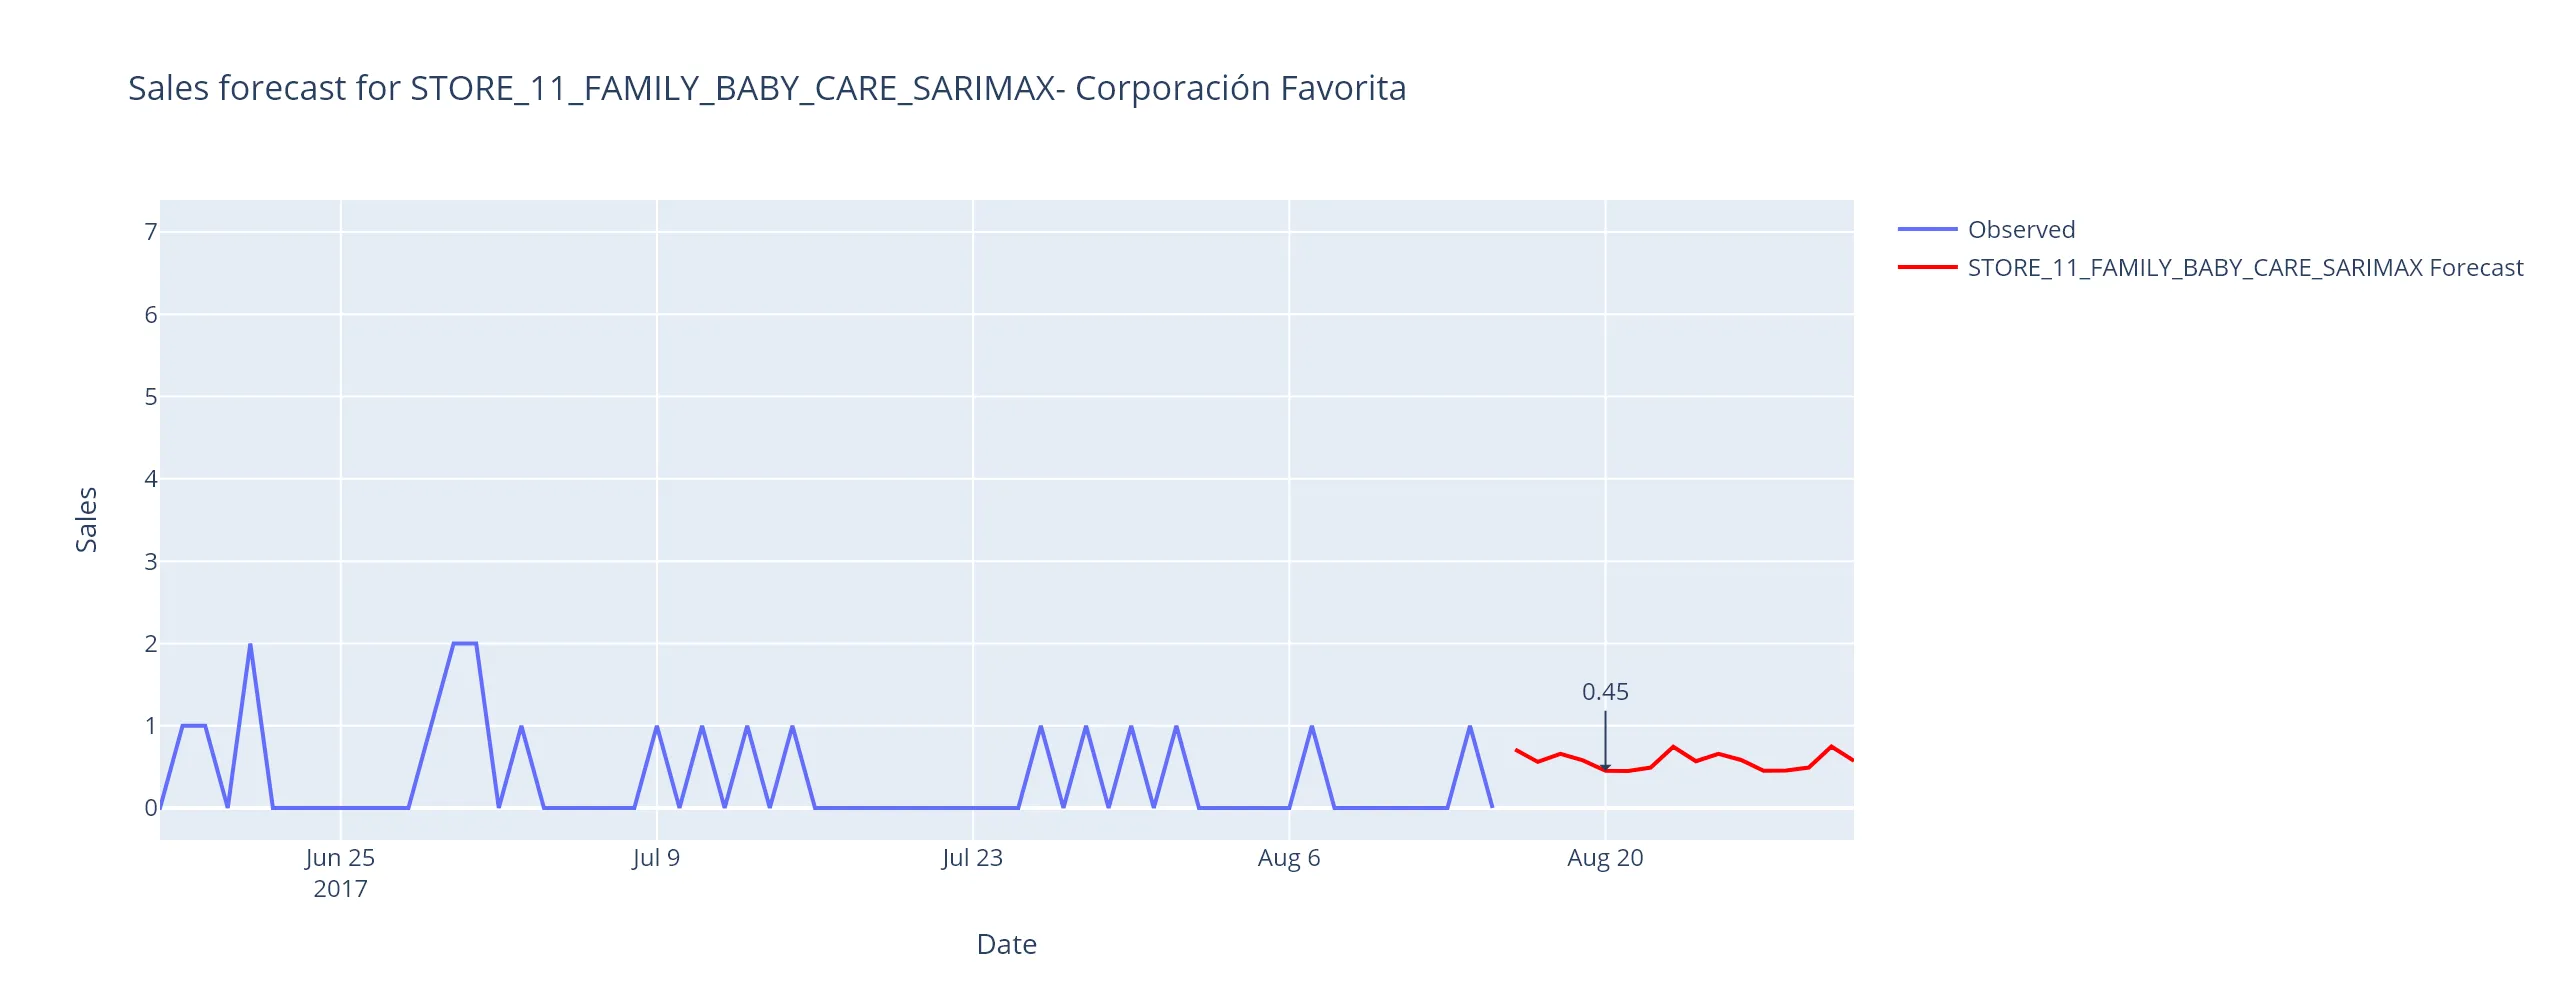 Sales forecast for STORE_11_FAMILY_BABY_CARE_SARIMAX- Corporación Favorita
Observed
STORE_11_FAMILY_BABY_CARE_SARIMAX Forecast
7
6
5
4
3
2
1
0
Sales
0.45
Jun 25
2017
Jul 9
Jul 23
Aug 6
Aug 20
Date